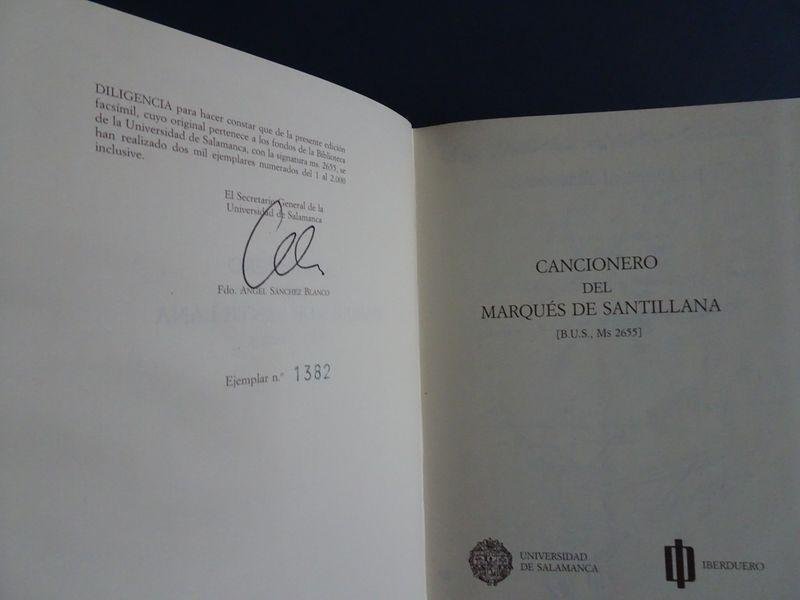 DILIGENCIA para hacer constar que de la presente edición
facsímil, cuyo original pertenece a los fondos de la Biblioteca
de la Universidad de Salamanca, con la signatura ms. 2655, se
han realizado dos mil ejemplares numerados del 1 al 2.000
inclusive.
El Secretario General de la
Universidad de Salamanca
Fdo. ANGEL SÁNCHEZ BLANCO
Ejemplar n.º 1382
CANCIONERO
DEL
MARQUÉS DE SANTILLANA
[B.U.S., Ms 2655]
UNIVERSIDAD
DE SALAMANCA
IBERDUERO